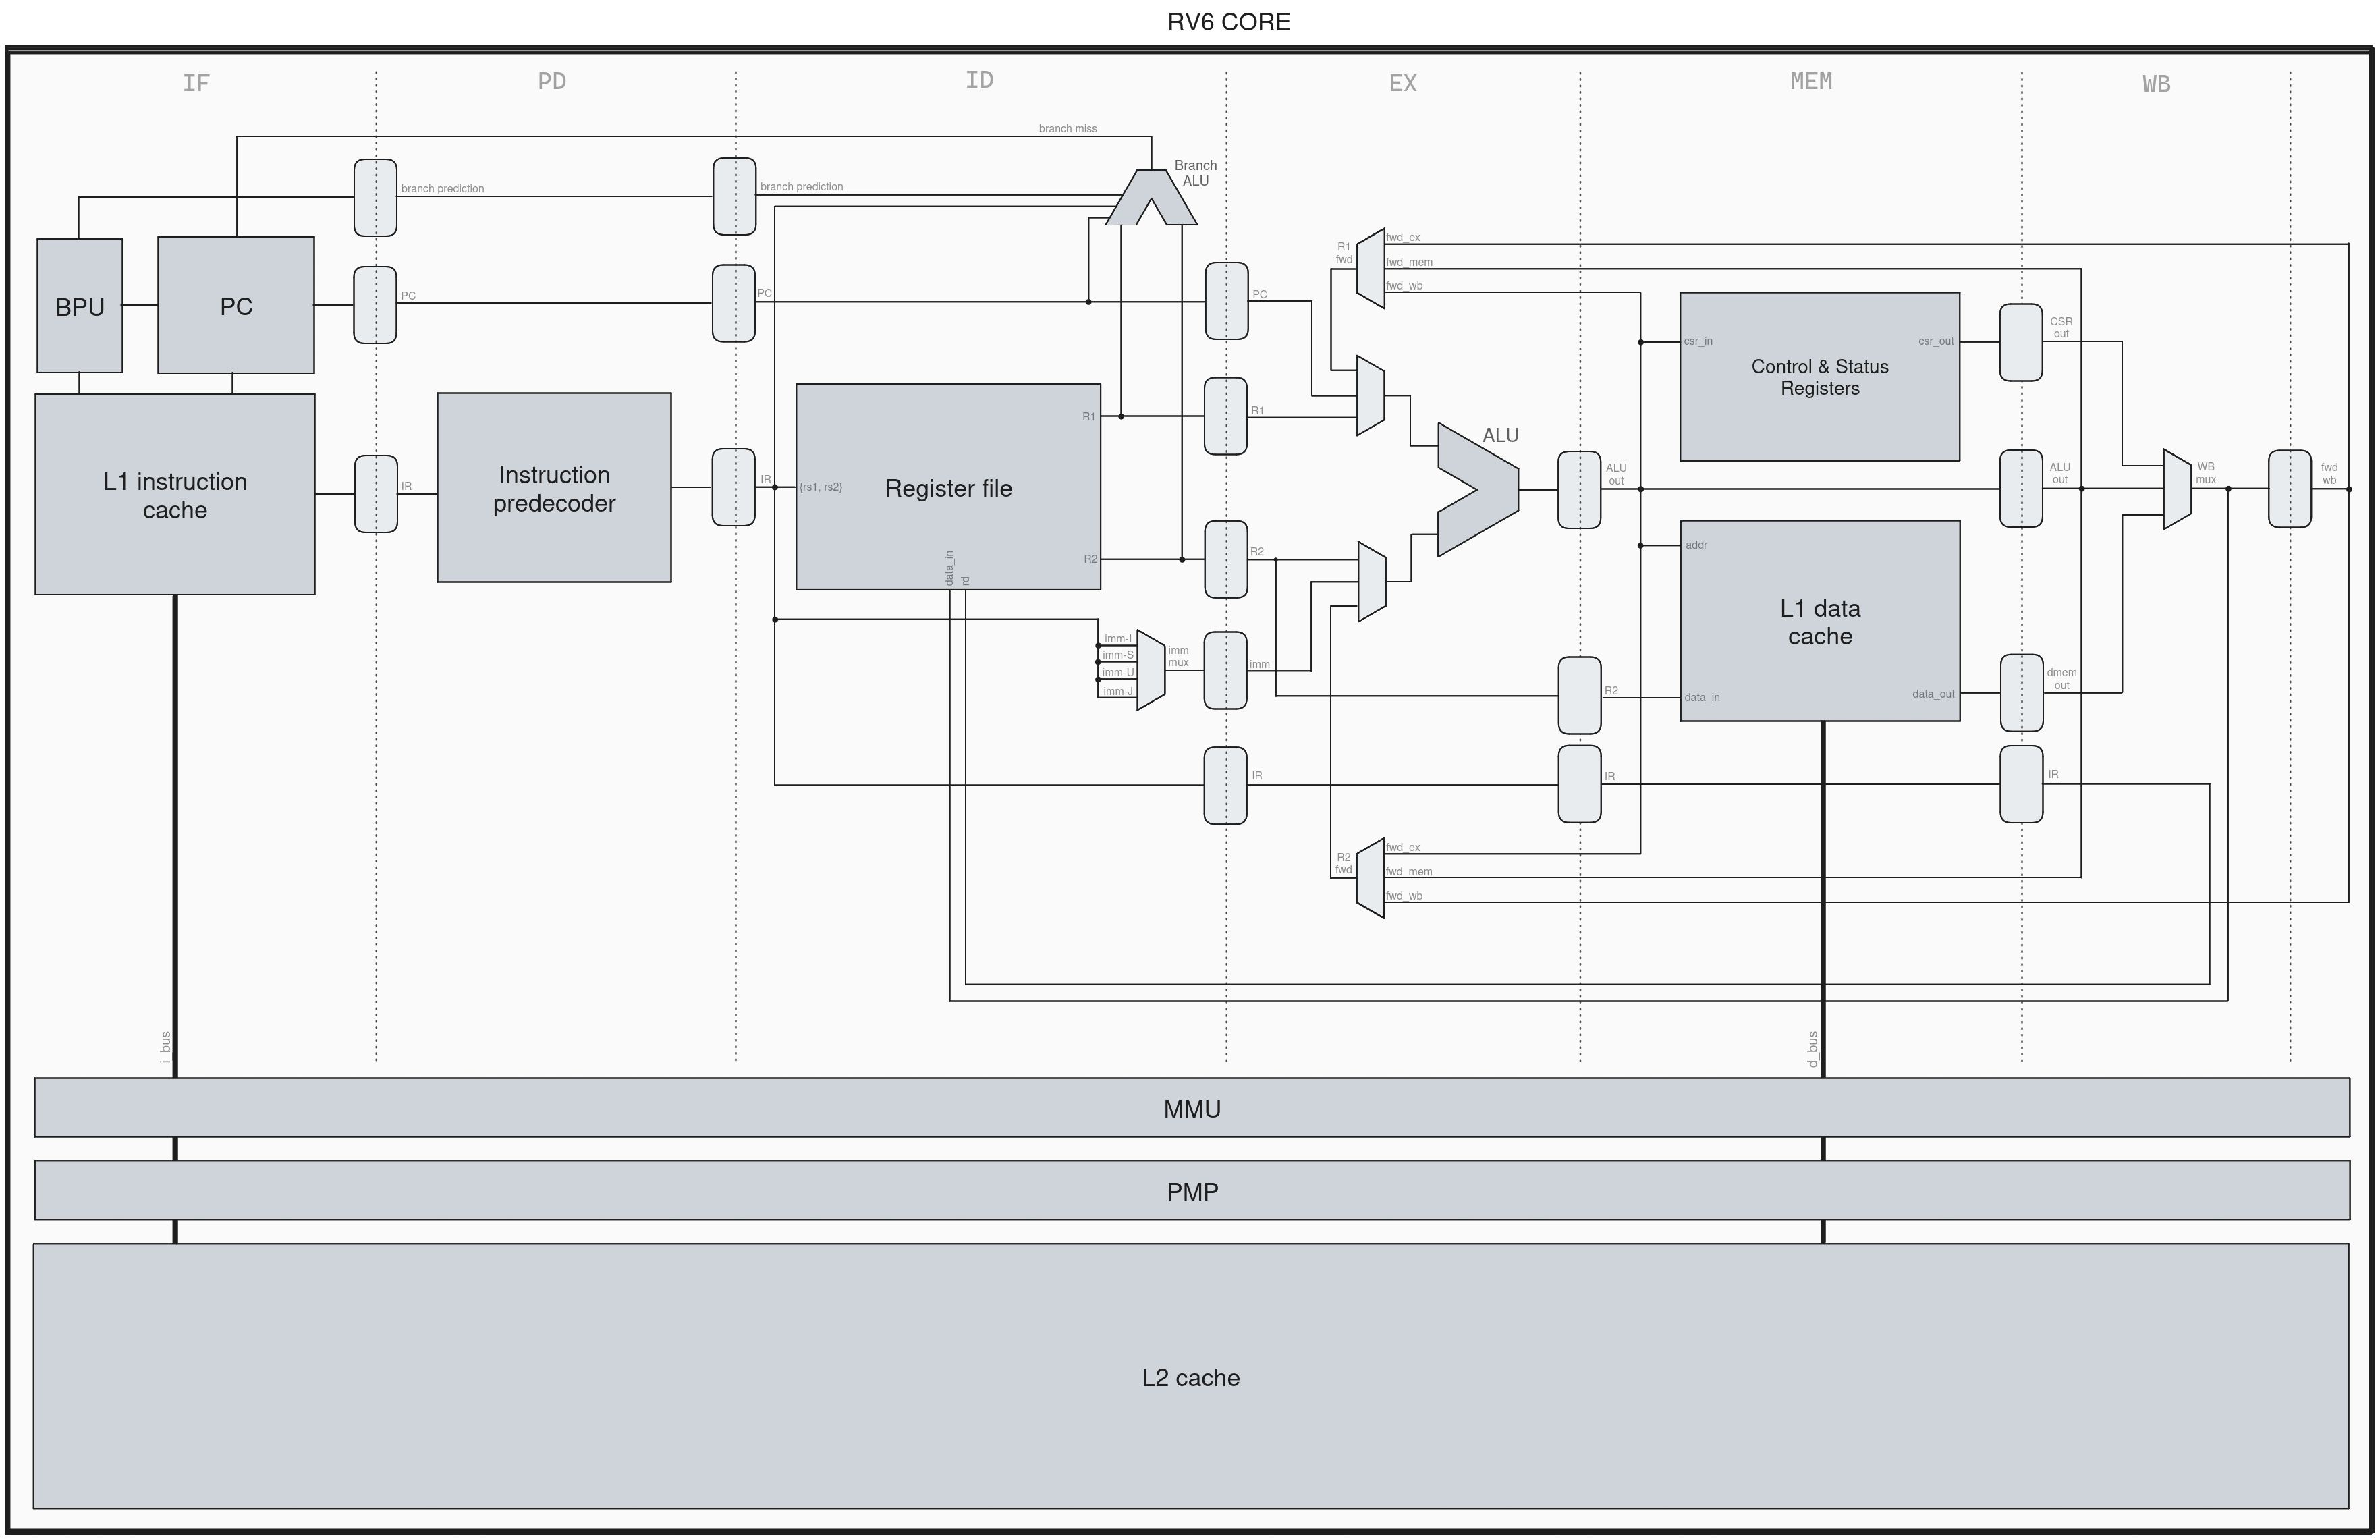 RV6 CORE
IF
PD
ID
EX
MEM
WB
branch miss
Branch
ALU
branch prediction
branch prediction
BPU
PC
PC
PC
PC
R1
fwd
fwd_ex
fwd_mem
fwd_wb
csr_in
csr_out
Control & Status
Registers
CSR
out
L1 instruction
cache
IR
Instruction
predecoder
IR
{rs1, rs2}
Register file
R1
R2
data_in
rd
R1
R2
ALU
ALU
out
ALU
out
WB
mux
fwd
wb
addr
L1 data
cache
data_in
data_out
dmem
out
imm-I
imm-S
imm-U
imm-J
imm
mux
imm
R2
IR
IR
IR
R2
fwd
fwd_ex
fwd_mem
fwd_wb
i_bus
d_bus
MMU
PMP
L2 cache